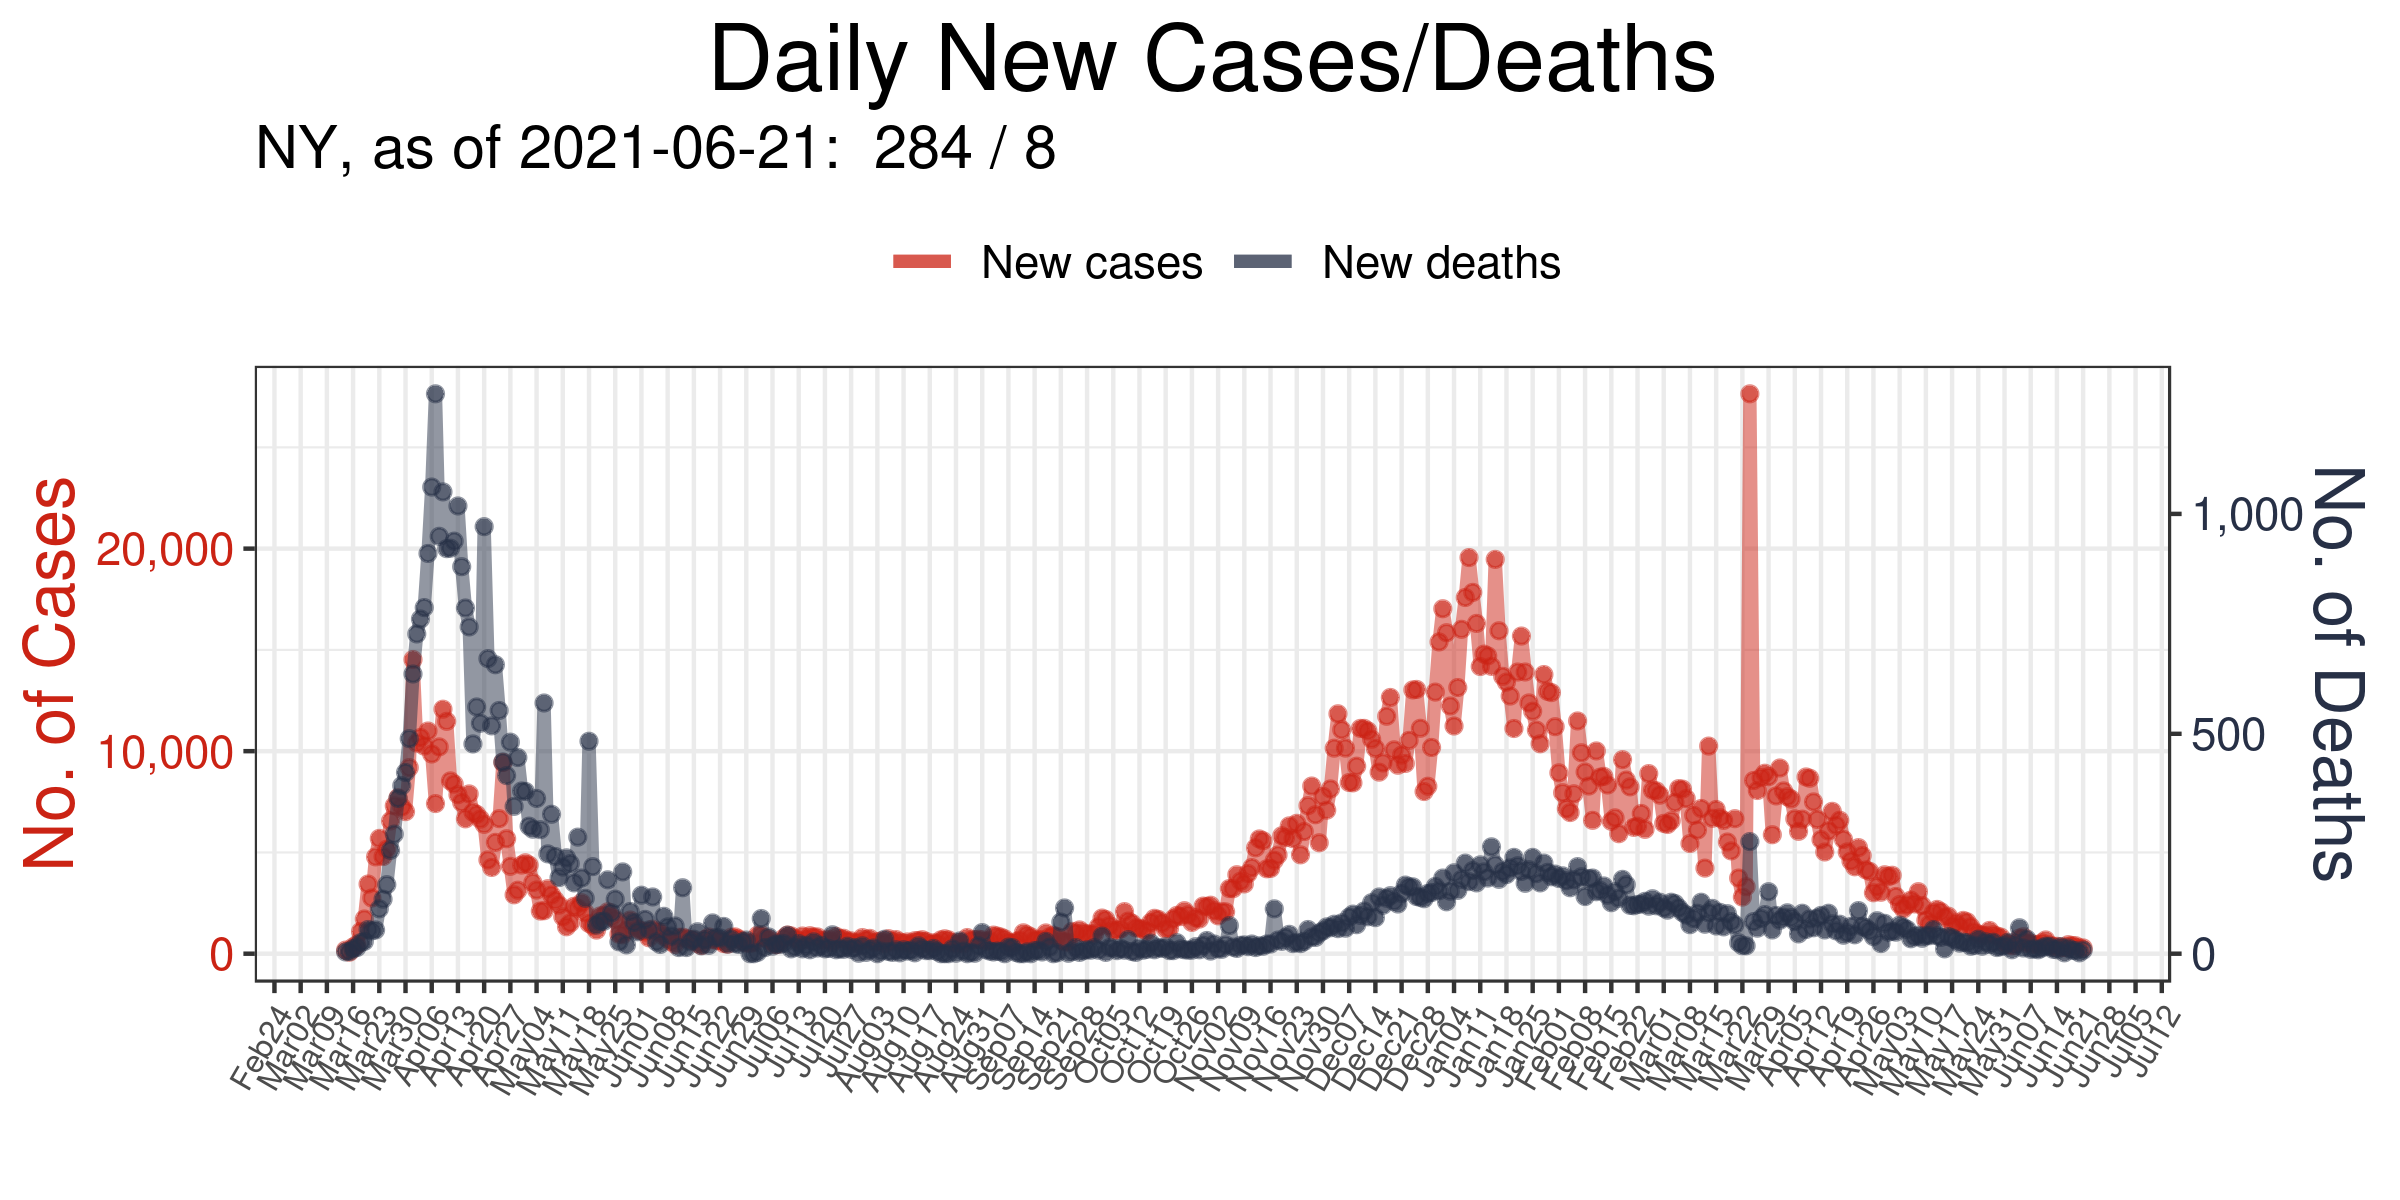 Daily New Cases/Deaths
NY, as of 2021-06-21:  284 / 8
New cases
New deaths
No. of Cases
20,000
10,000
0
1,000
500
0
No. of Deaths
Feb24
Mar02
Mar09
Mar16
Mar23
Mar30
Apr06
Apr13
Apr20
Apr27
May04
May11
May18
May25
Jun01
Jun08
Jun15
Jun22
Jun29
Jul06
Jul13
Jul20
Jul27
Aug03
Aug10
Aug17
Aug24
Aug31
Sep07
Sep14
Sep21
Sep28
Oct05
Oct12
Oct19
Oct26
Nov02
Nov09
Nov16
Nov23
Nov30
Dec07
Dec14
Dec21
Dec28
Jan04
Jan11
Jan18
Jan25
Feb01
Feb08
Feb15
Feb22
Mar01
Mar08
Mar15
Mar22
Mar29
Apr05
Apr12
Apr19
Apr26
May03
May10
May17
May24
May31
Jun07
Jun14
Jun21
Jun28
Jul05
Jul12